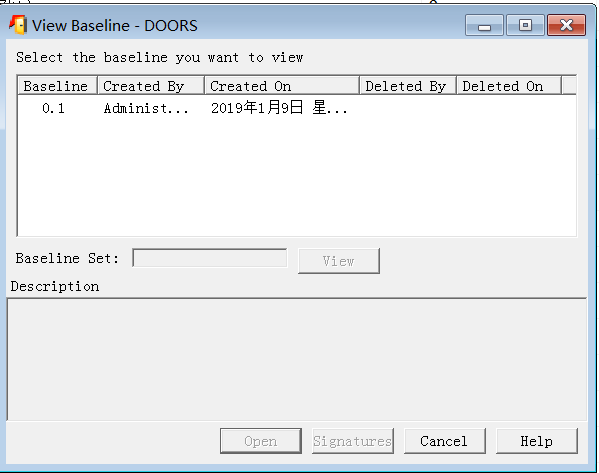 View Baseline - DOORS
Select the baseline you want to view
Baseline Created By Created On Deleted By Deleted On
0.1 Administ... 2019年1月9日 星...
Baseline Set: View
Description
Open Signatures Cancel Help